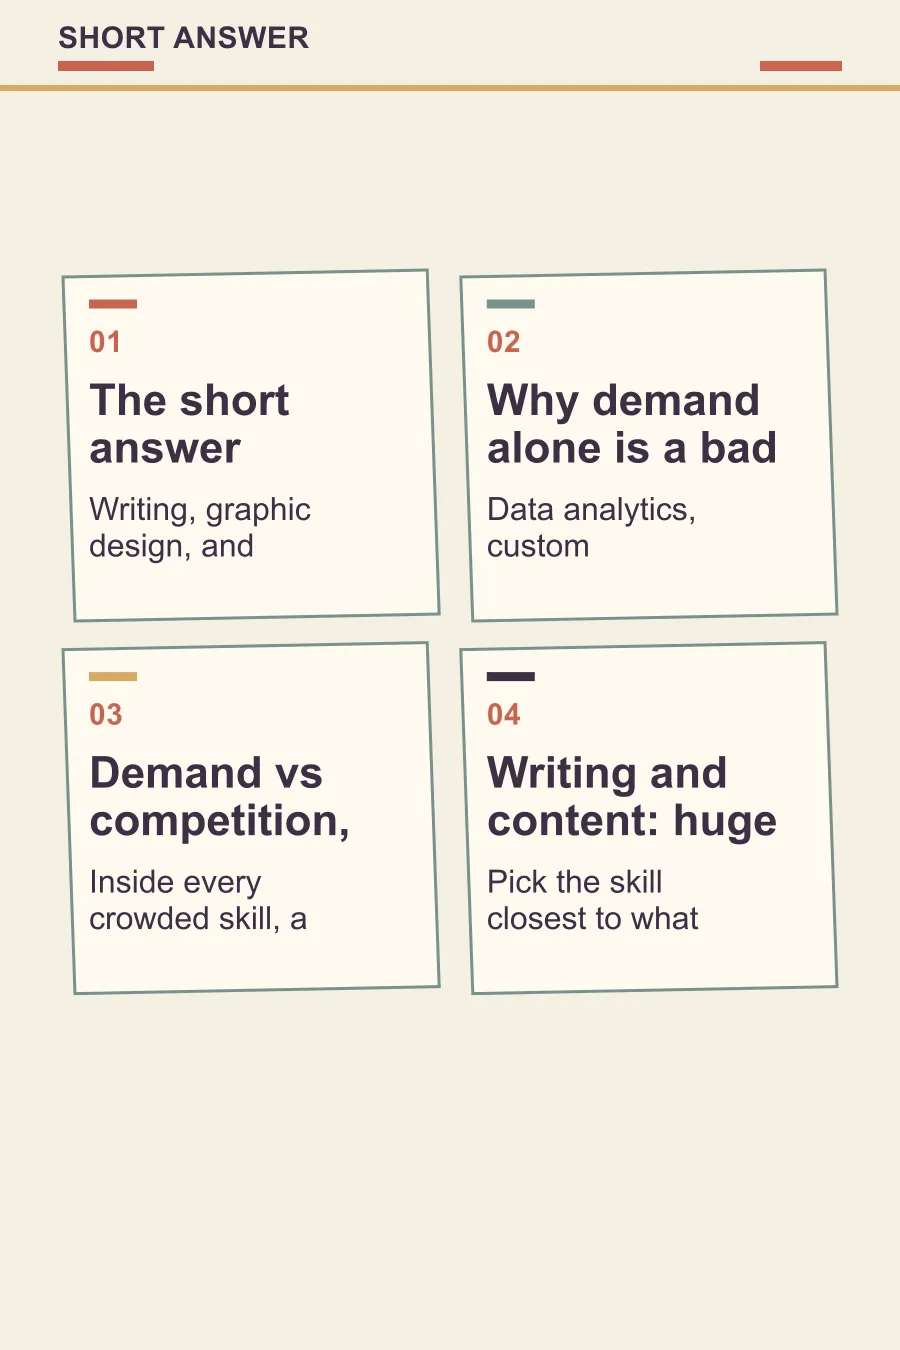 SHORT ANSWER
01
The short
answer
Writing, graphic
design, and
02
Why demand
alone is a bad
Data analytics,
custom
03
Demand vs
competition,
Inside every
crowded skill, a
04
Writing and
content: huge
Pick the skill
closest to what